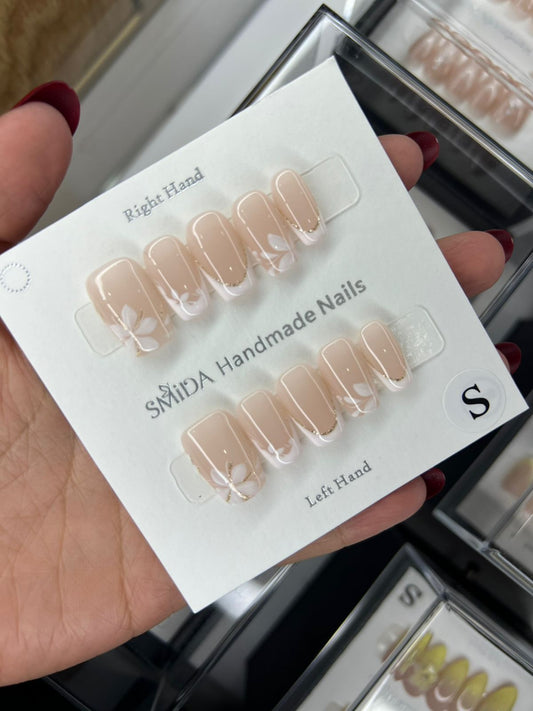 Right Hand
SMiDA Handmade Nails
Left Hand
S
S